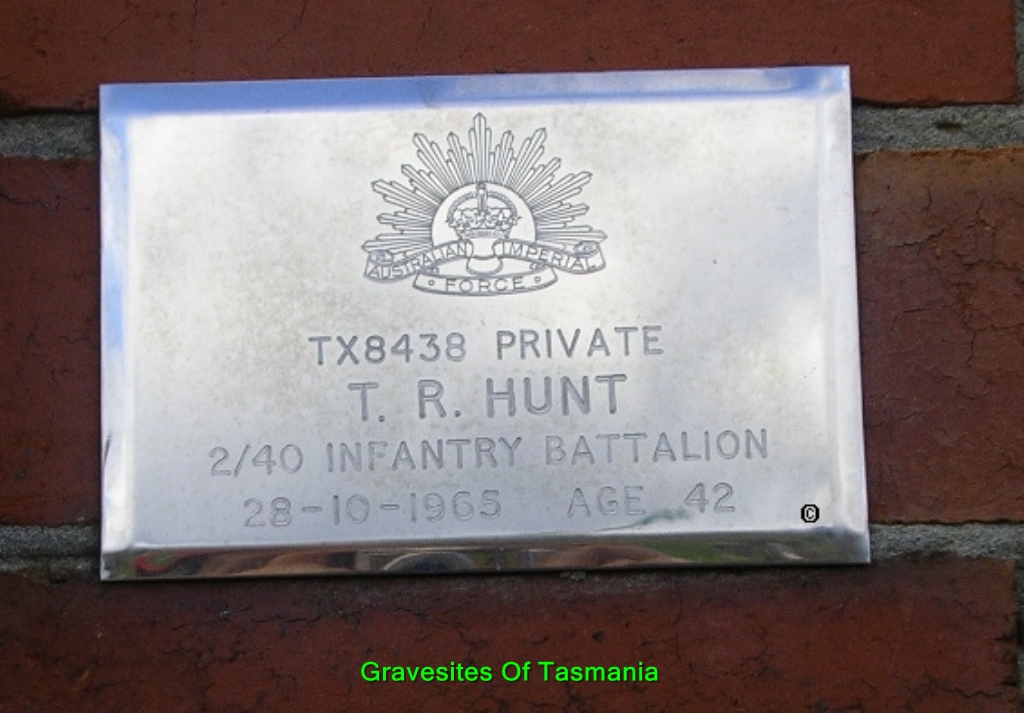 AUSTRALIAN IMPERIAL
FORCE
TX8438 PRIVATE
T. R. HUNT
2/40 INFANTRY BATTALION
28-10-1965 AGE 42
©
Gravesites Of Tasmania